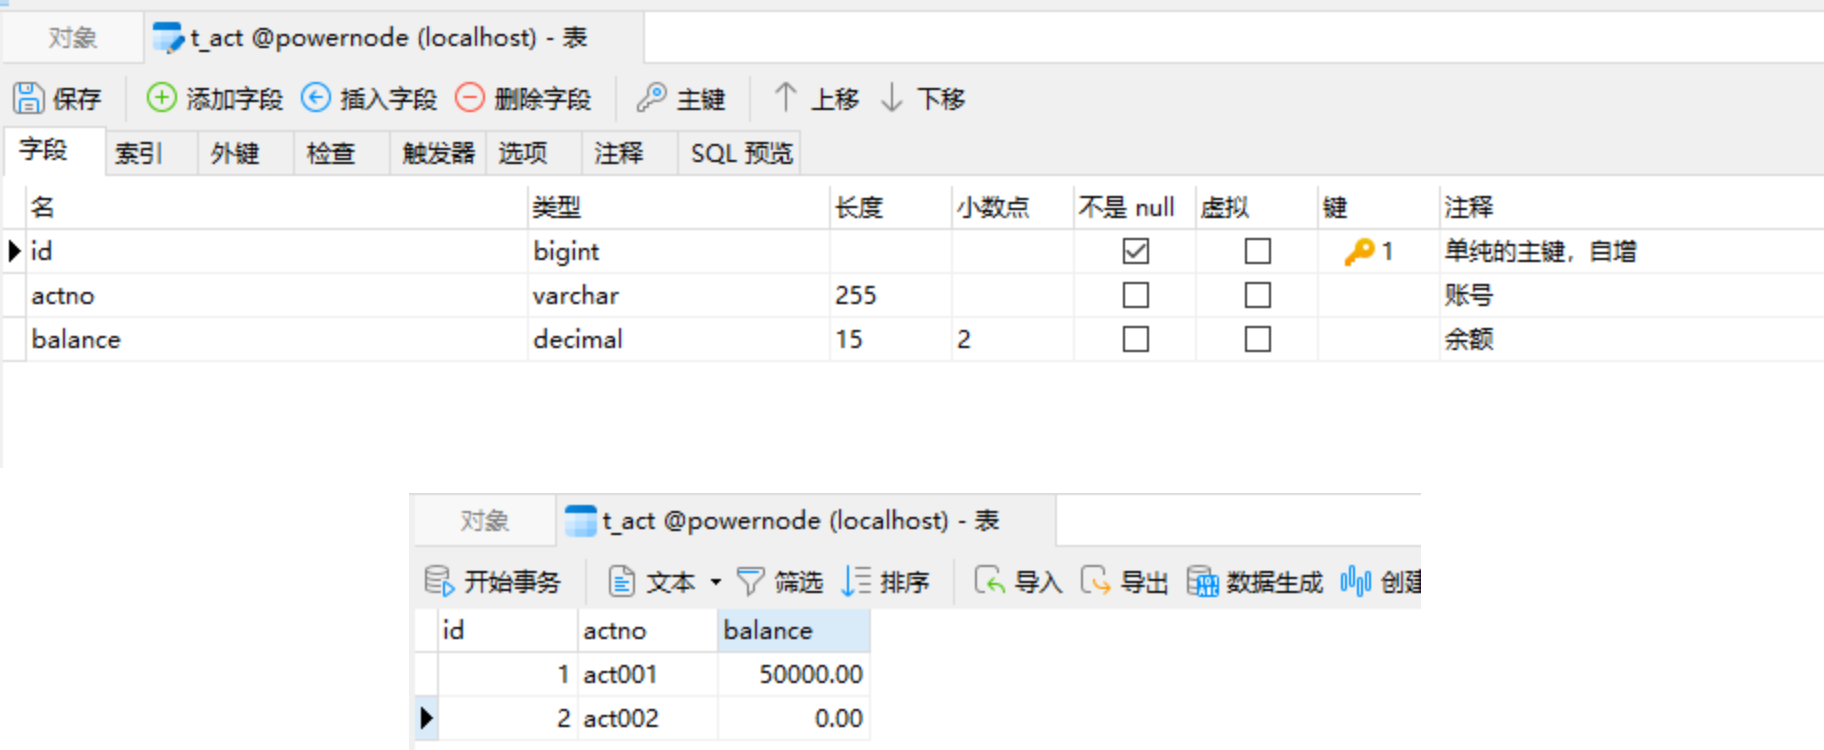 对象 t_act @powernode (localhost) - 表
保存 添加字段 插入字段 删除字段 主键 上移 下移
字段 索引 外键 检查 触发器 选项 注释 SQL 预览
名 类型 长度 小数点 不是 null 虚拟 键 注释
id bigint 1 单纯的主键，自增
actno varchar 255 账号
balance decimal 15 2 余额
对象 t_act @powernode (localhost) - 表
开始事务 文本 筛选 排序 导入 导出 数据生成 创建
id actno balance
1 act001 50000.00
2 act002 0.00